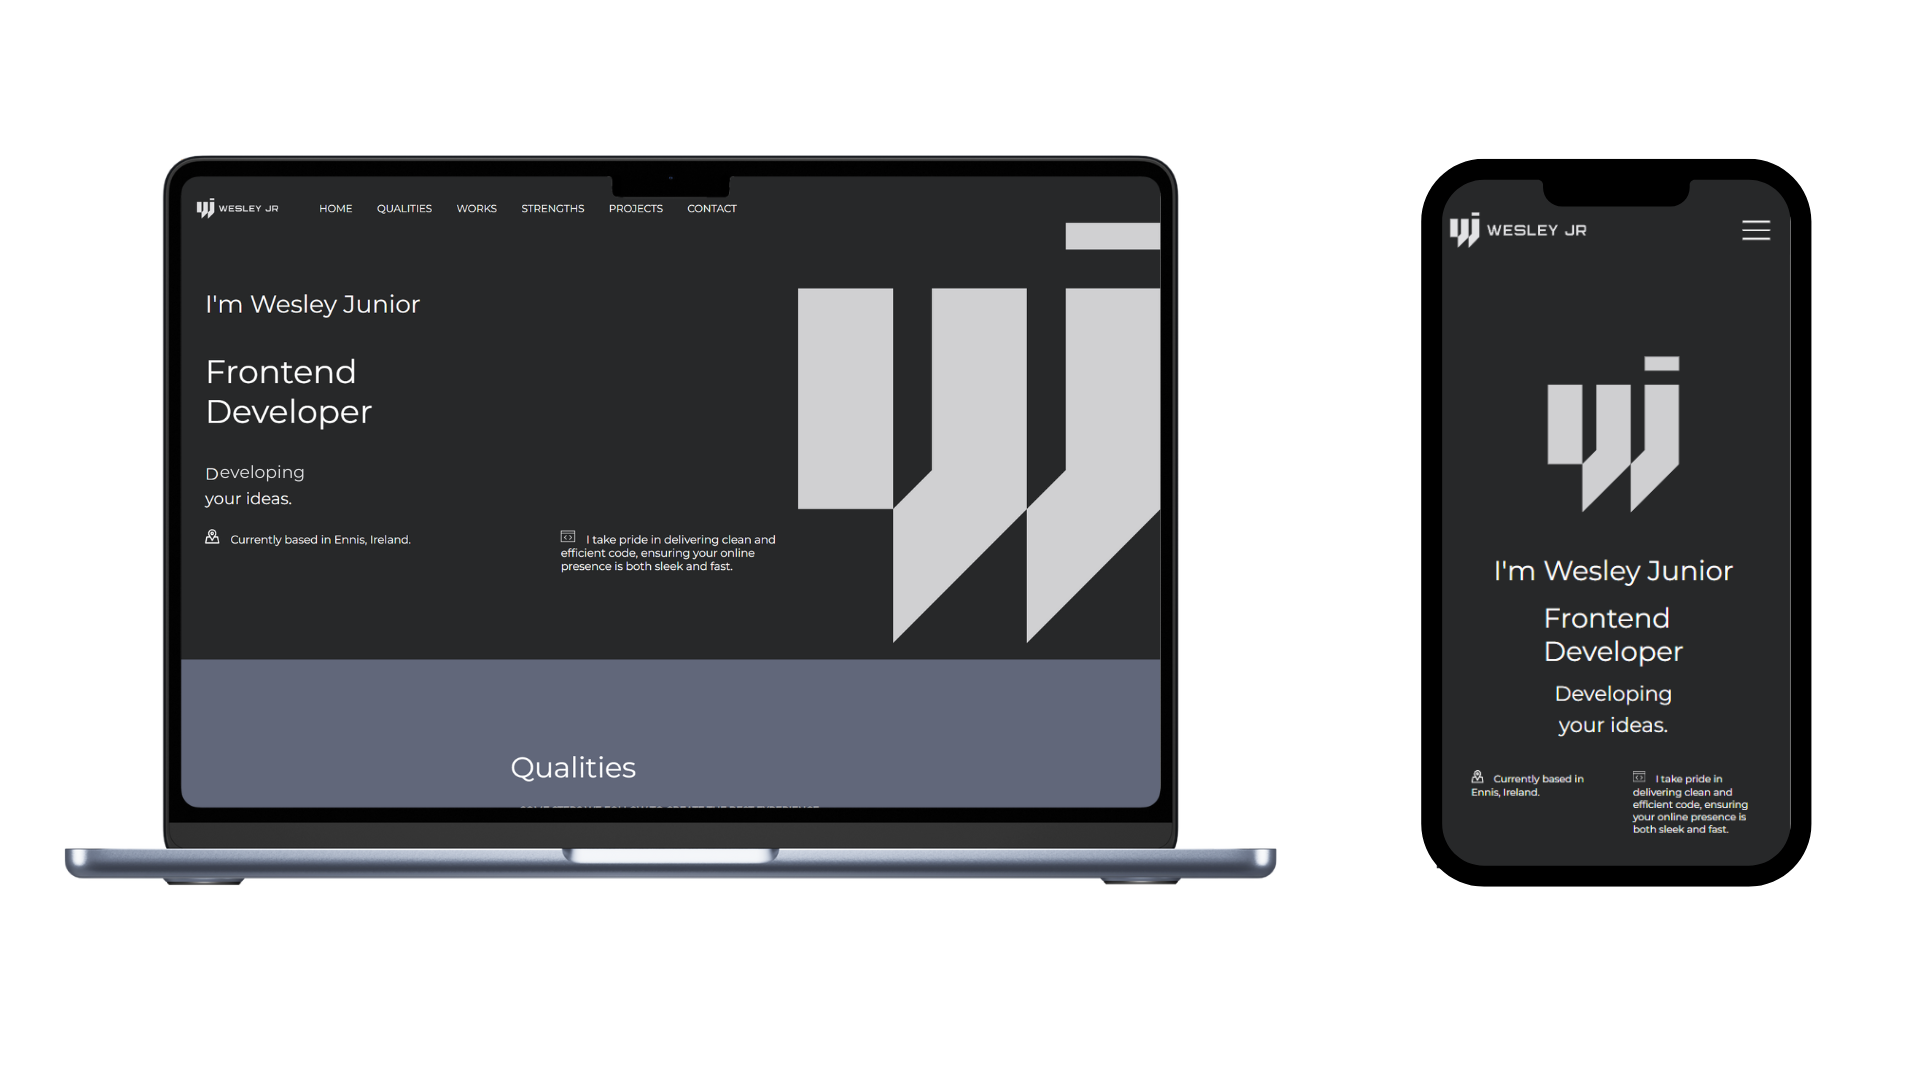 WESLEY JR
HOME QUALITIES WORKS STRENGTHS PROJECTS CONTACT
I'm Wesley Junior
Frontend
Developer
Developing
your ideas.
Currently based in Ennis, Ireland.
I take pride in delivering clean and
efficient code, ensuring your online
presence is both sleek and fast.
Qualities
WESLEY JR
I'm Wesley Junior
Frontend
Developer
Developing
your ideas.
Currently based in
Ennis, Ireland.
I take pride in
delivering clean and
efficient code, ensuring
your online presence is
both sleek and fast.